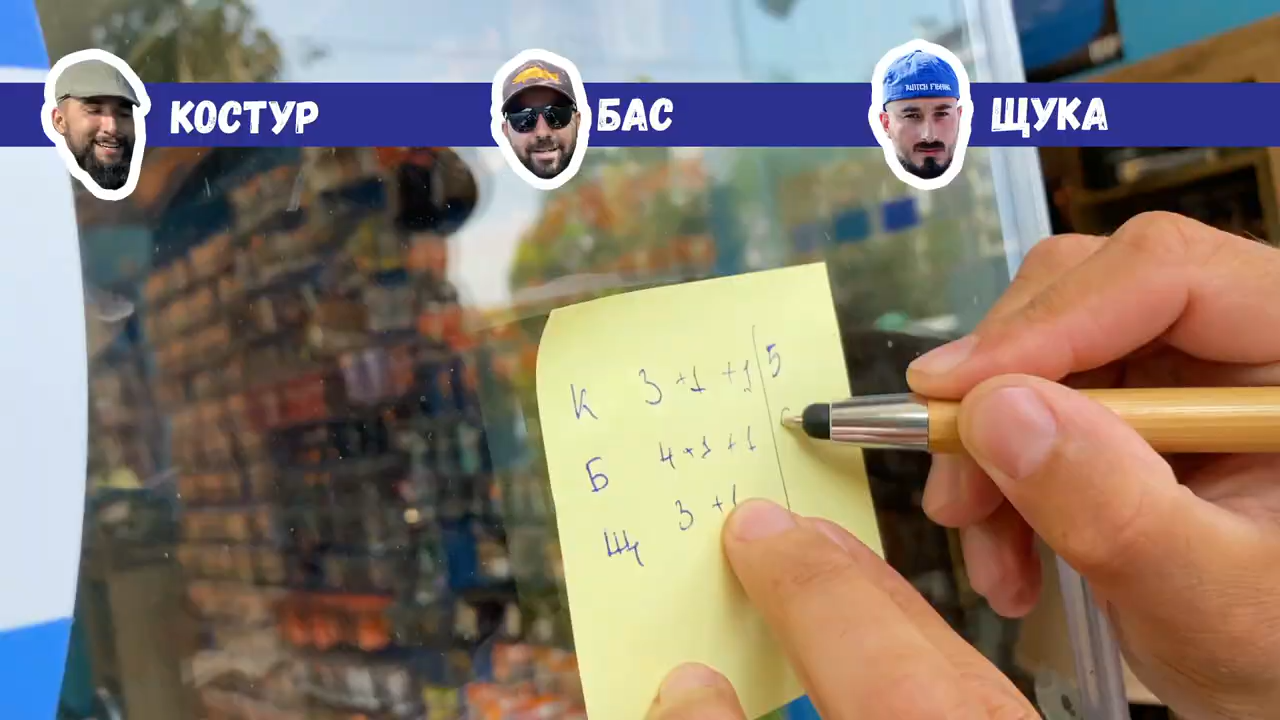 КОСТУР
БАС
ЩУКА
К 3 +1 +1 5
Б 4 +1 +1
Щ 3 +1